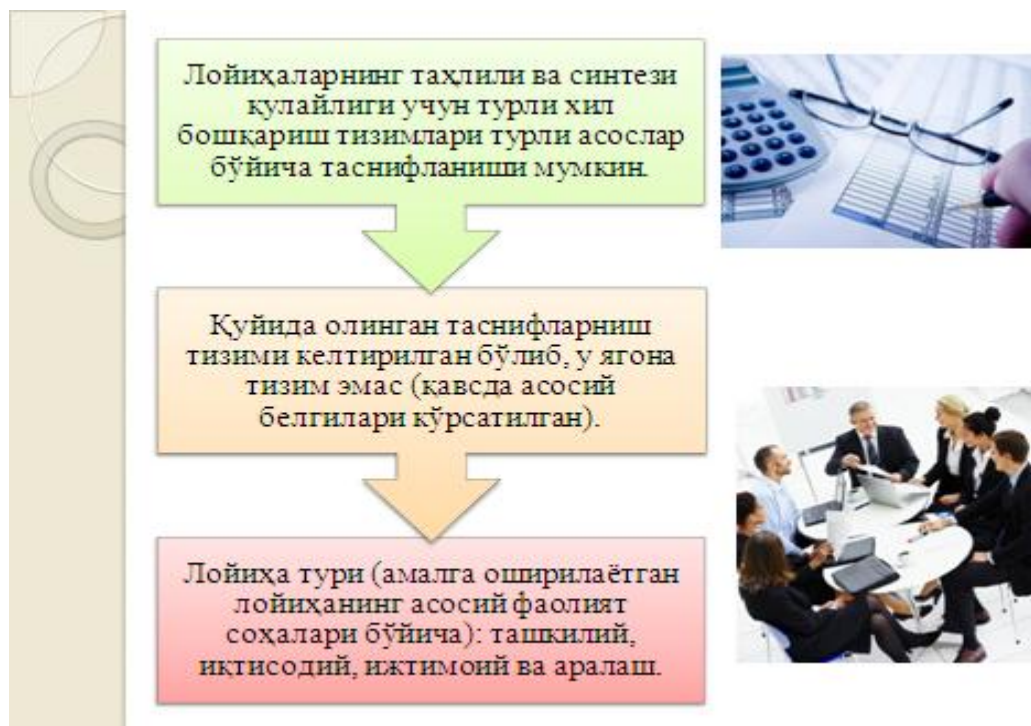 Лойиҳаларнинг таҳлили ва синтези
қулайлиги учун турли хил
бошқариш тизимлари турли асослар
бўйича таснифланиши мумкин.
Қуйида олинган таснифларниш
тизими келтирилган бўлиб, у ягона
тизим эмас (қавсда асосий
белгилари кўрсатилган).
Лойиҳа тури (амалга оширилаётган
лойиҳанинг асосий фаолият
соҳалари бўйича): ташкилий,
иқтисодий, ижтимоий ва аралаш.